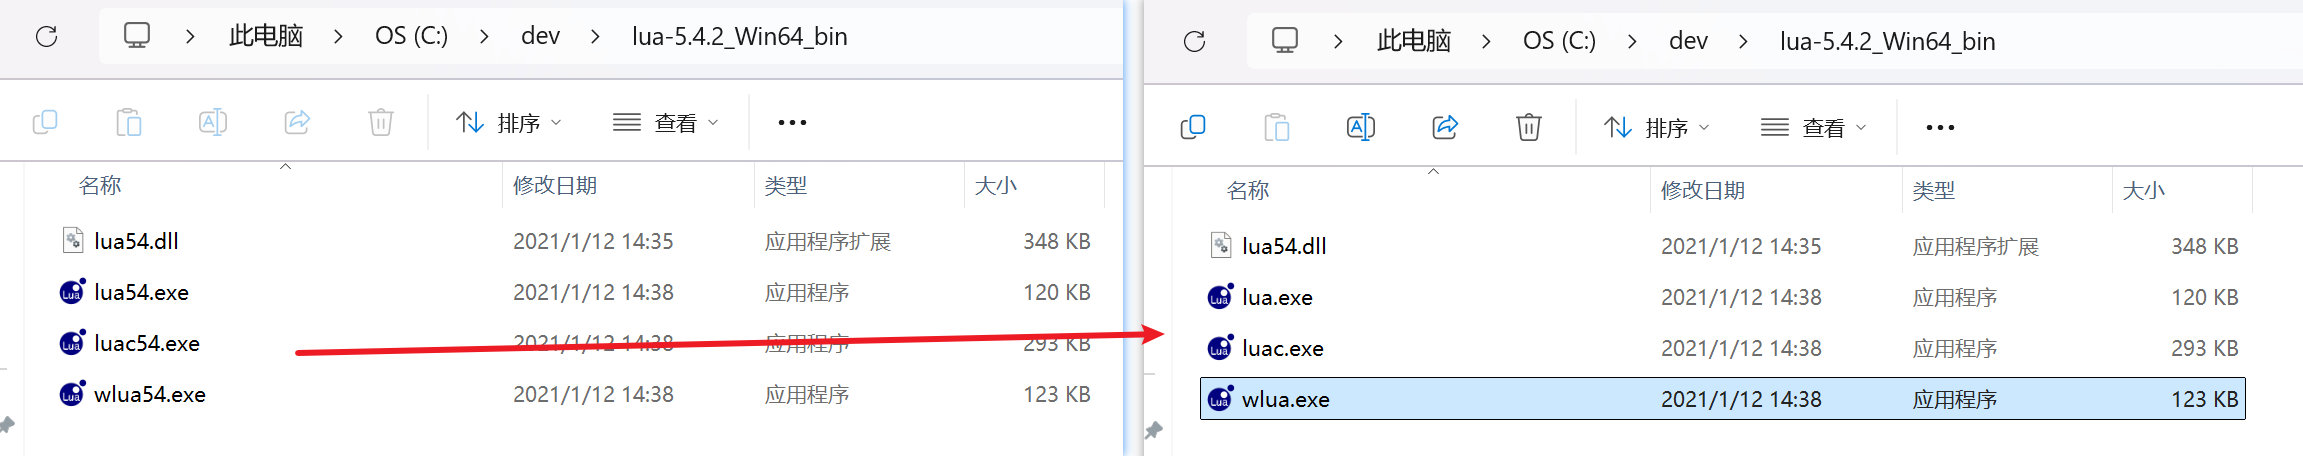 此电脑 > OS (C:) > dev > lua-5.4.2_Win64_bin
排序 查看 •••
名称 修改日期 类型 大小
lua54.dll 2021/1/12 14:35 应用程序扩展 348 KB
lua54.exe 2021/1/12 14:38 应用程序 120 KB
luac54.exe 2021/1/12 14:38 应用程序 293 KB
wlua54.exe 2021/1/12 14:38 应用程序 123 KB
此电脑 > OS (C:) > dev > lua-5.4.2_Win64_bin
排序 查看 •••
名称 修改日期 类型 大小
lua54.dll 2021/1/12 14:35 应用程序扩展 348 KB
lua.exe 2021/1/12 14:38 应用程序 120 KB
luac.exe 2021/1/12 14:38 应用程序 293 KB
wlua.exe 2021/1/12 14:38 应用程序 123 KB